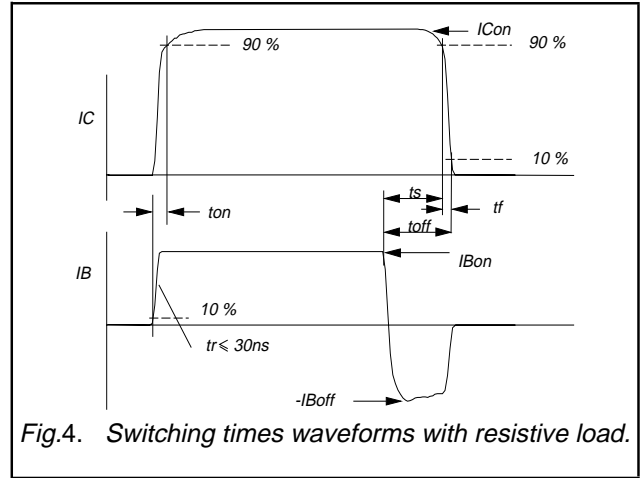 ICon
90 %
90 %
IC
10 %
ts
ton
tf
toff
IB
IBon
10 %
tr ⩽ 30ns
-IBoff
Fig.4. Switching times waveforms with resistive load.